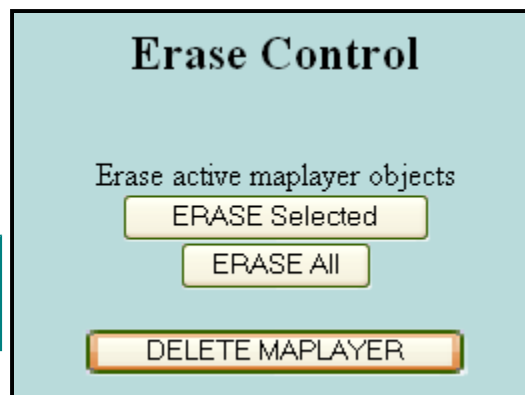 Erase Control
Erase active maplayer objects
ERASE Selected
ERASE All
DELETE MAPLAYER